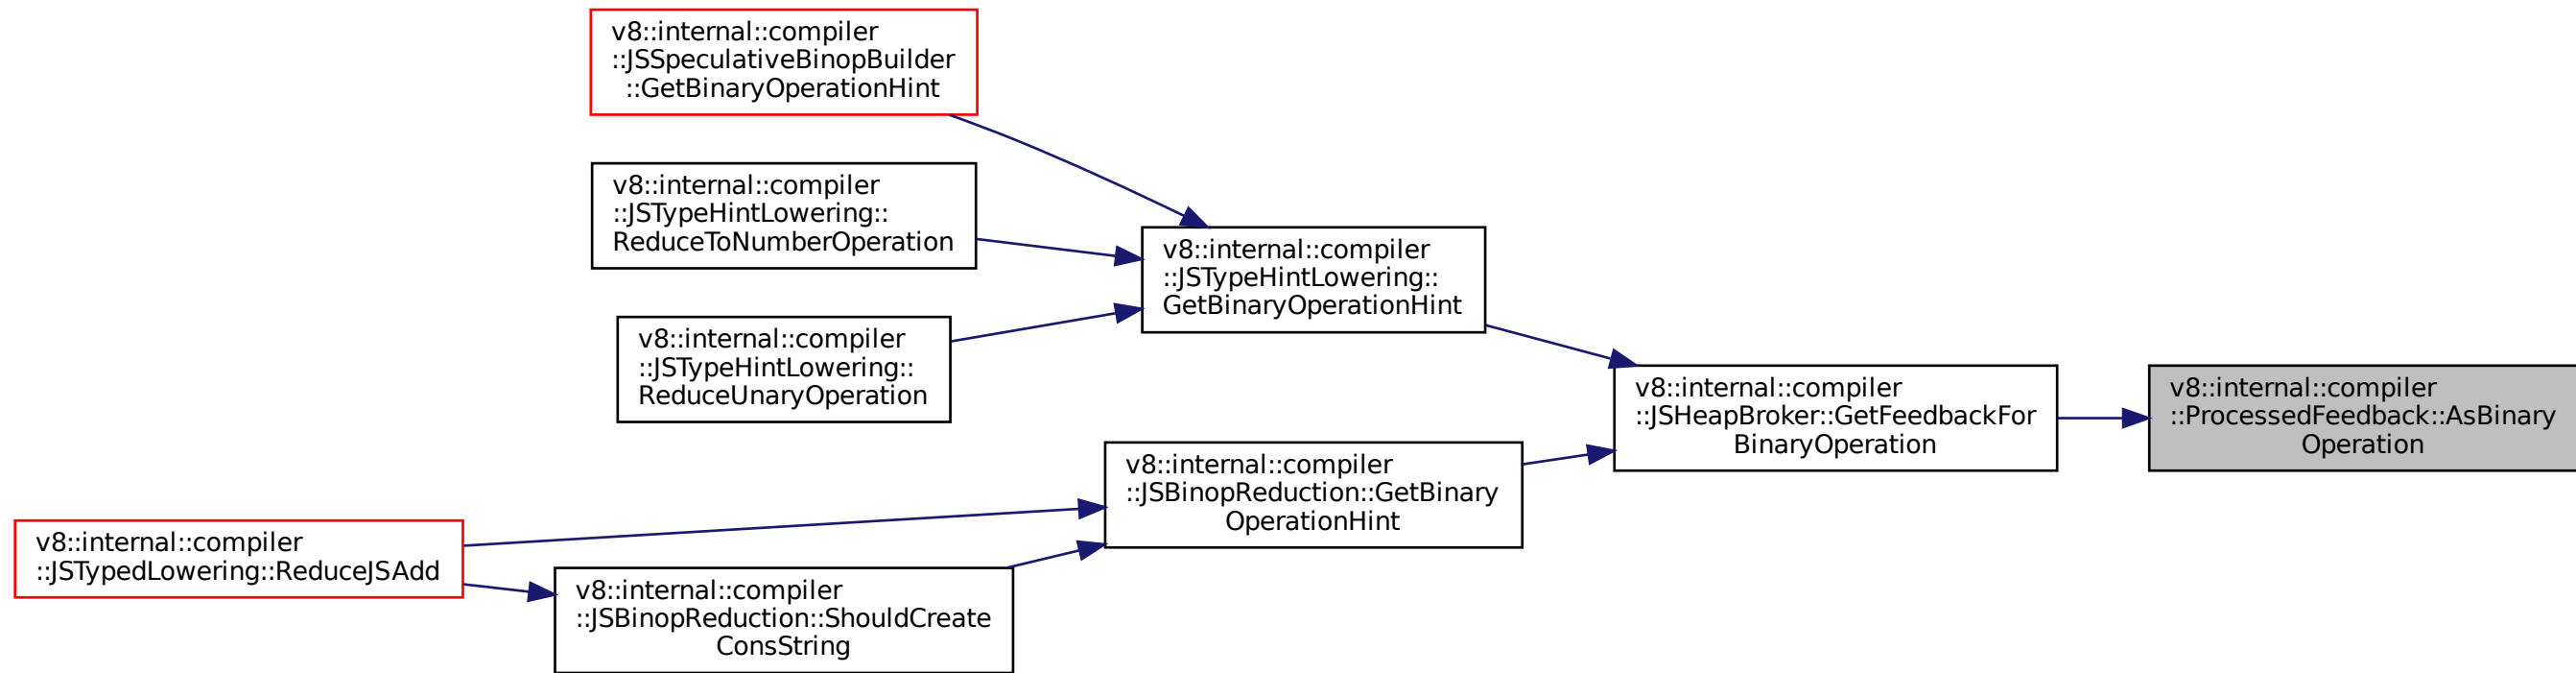 v8::internal::compiler
::JSSpeculativeBinopBuilder
::GetBinaryOperationHint
v8::internal::compiler
::JSTypeHintLowering::
ReduceToNumberOperation
v8::internal::compiler
::JSTypeHintLowering::
GetBinaryOperationHint
v8::internal::compiler
::JSTypeHintLowering::
ReduceUnaryOperation
v8::internal::compiler
::JSHeapBroker::GetFeedbackFor
BinaryOperation
v8::internal::compiler
::ProcessedFeedback::AsBinary
Operation
v8::internal::compiler
::JSBinopReduction::GetBinary
OperationHint
v8::internal::compiler
::JSTypedLowering::ReduceJSAdd
v8::internal::compiler
::JSBinopReduction::ShouldCreate
ConsString